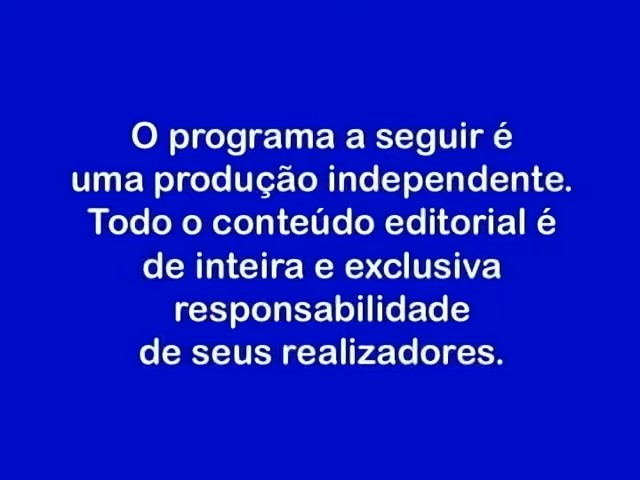 O programa a seguir é
uma produção independente.
Todo o conteúdo editorial é
de inteira e exclusiva
responsabilidade
de seus realizadores.